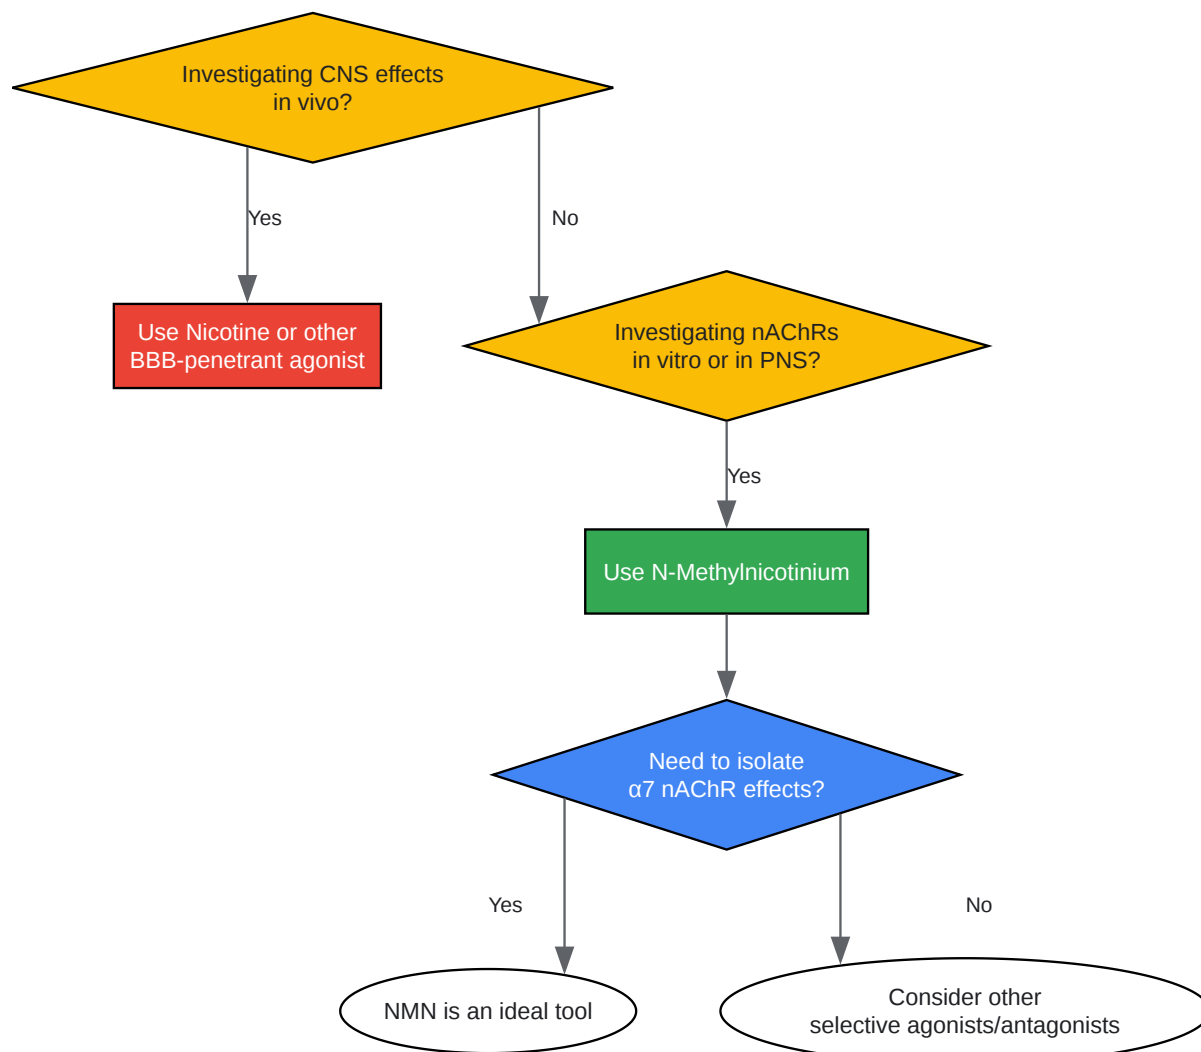 Investigating CNS effects
in vivo?
Yes
No
Use Nicotine or other
BBB-penetrant agonist
Investigating nAChRs
in vitro or in PNS?
Yes
Use N-Methylnicotinium
Need to isolate
α7 nAChR effects?
Yes
No
NMN is an ideal tool
Consider other
selective agonists/antagonists